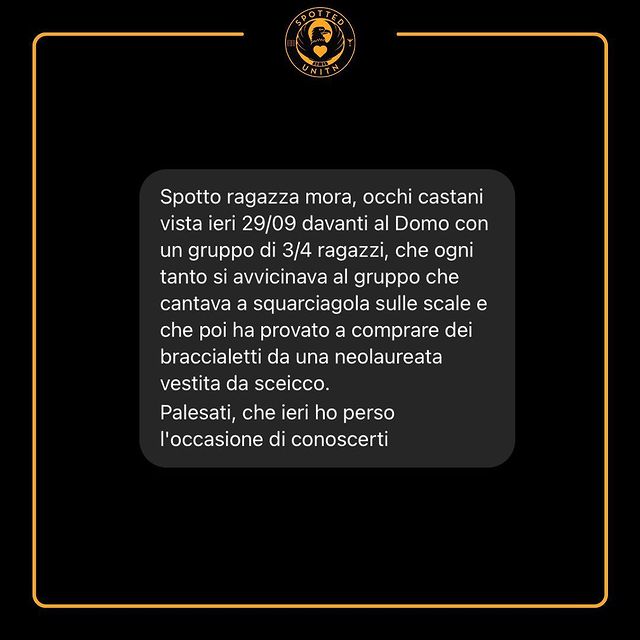 SPOTTED
UNITN
Spotto ragazza mora, occhi castani
vista ieri 29/09 davanti al Domo con
un gruppo di 3/4 ragazzi, che ogni
tanto si avvicinava al gruppo che
cantava a squarciagola sulle scale e
che poi ha provato a comprare dei
braccialetti da una neolaureata
vestita da sceicco.
Palesati, che ieri ho perso
l'occasione di conoscerti